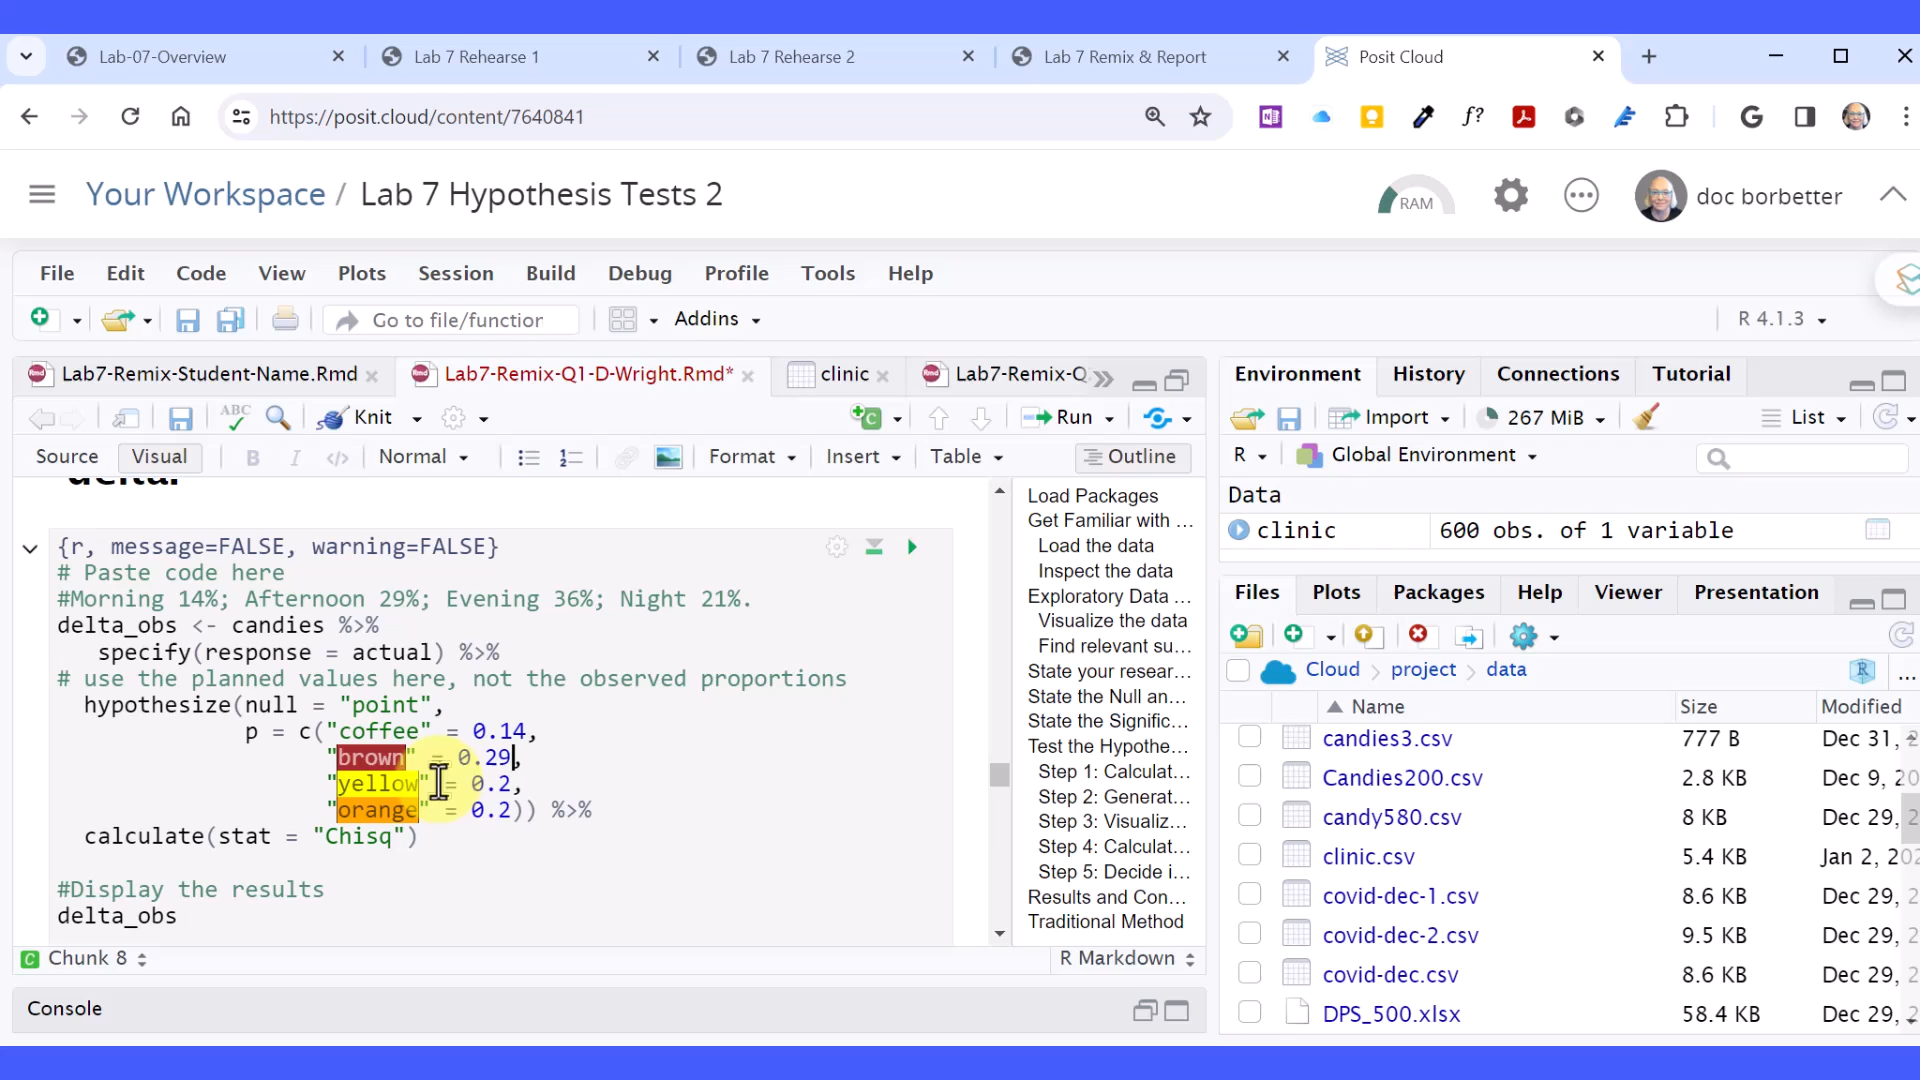 Lab-07-Overview
Lab 7 Rehearse 1
Lab 7 Rehearse 2
Lab 7 Remix & Report
Posit Cloud
https://posit.cloud/content/7640841
Your Workspace / Lab 7 Hypothesis Tests 2
RAM
doc borbetter
File Edit Code View Plots Session Build Debug Profile Tools Help
Go to file/function
Addins
R 4.1.3
Lab7-Remix-Student-Name.Rmd
Lab7-Remix-Q1-D-Wright.Rmd*
clinic
Lab7-Remix-Q
ABC
Knit
Run
Source Visual B I </> Normal Format Insert Table Outline
delta.
{r, message=FALSE, warning=FALSE}
# Paste code here
#Morning 14%; Afternoon 29%; Evening 36%; Night 21%.
delta_obs <- candies %>%
specify(response = actual) %>%
# use the planned values here, not the observed proportions
hypothesize(null = "point",
p = c("coffee" = 0.14,
"brown" = 0.29,
"yellow" = 0.2,
"orange" = 0.2)) %>%
calculate(stat = "Chisq")
#Display the results
delta_obs
Load Packages
Get Familiar with ...
Load the data
Inspect the data
Exploratory Data ...
Visualize the data
Find relevant su...
State your resear...
State the Null an...
State the Signific...
Test the Hypothe...
Step 1: Calculat...
Step 2: Generat...
Step 3: Visualiz...
Step 4: Calculat...
Step 5: Decide i...
Results and Con...
Traditional Method
C Chunk 8
R Markdown
Console
Environment History Connections Tutorial
Import
267 MiB
List
R
Global Environment
Data
clinic 600 obs. of 1 variable
Files Plots Packages Help Viewer Presentation
Cloud project data
R ...
Name Size Modified
candies3.csv 777 B Dec 31, 2
Candies200.csv 2.8 KB Dec 9, 20
candy580.csv 8 KB Dec 29,
clinic.csv 5.4 KB Jan 2, 202
covid-dec-1.csv 8.6 KB Dec 29, 2
covid-dec-2.csv 9.5 KB Dec 29, 2
covid-dec.csv 8.6 KB Dec 29, 2
DPS_500.xlsx 58.4 KB Dec 29,